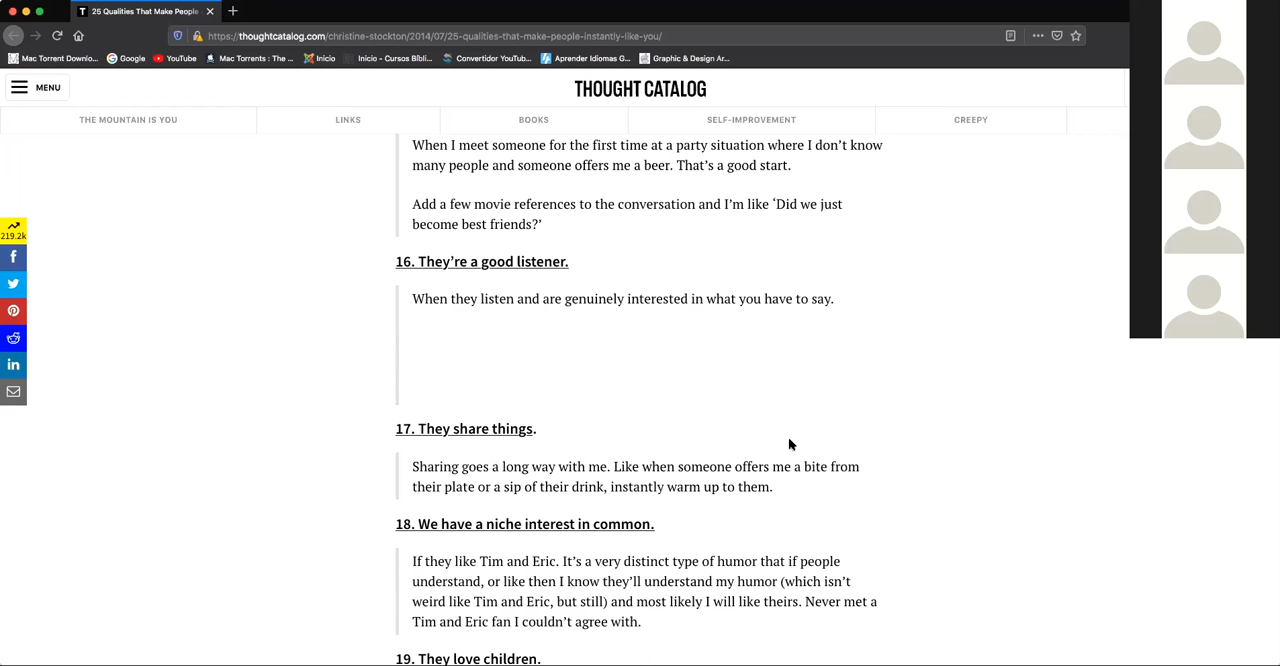 25 Qualities That Make People
https://thoughtcatalog.com/christine-stockton/2014/07/25-qualities-that-make-people-instantly-like-you/
Mac Torrent Downlo... Google YouTube Mac Torrents : The ... Inicio Inicio - Cursos Bíbli... Convertidor YouTub... Aprender Idiomas G... Graphic & Design Ar...
MENU
THOUGHT CATALOG
THE MOUNTAIN IS YOU LINKS BOOKS SELF-IMPROVEMENT CREEPY
When I meet someone for the first time at a party situation where I don’t know
many people and someone offers me a beer. That’s a good start.
Add a few movie references to the conversation and I’m like ‘Did we just
become best friends?’
219.2k
16. They’re a good listener.
When they listen and are genuinely interested in what you have to say.
17. They share things.
Sharing goes a long way with me. Like when someone offers me a bite from
their plate or a sip of their drink, instantly warm up to them.
18. We have a niche interest in common.
If they like Tim and Eric. It’s a very distinct type of humor that if people
understand, or like then I know they’ll understand my humor (which isn’t
weird like Tim and Eric, but still) and most likely I will like theirs. Never met a
Tim and Eric fan I couldn’t agree with.
19. They love children.